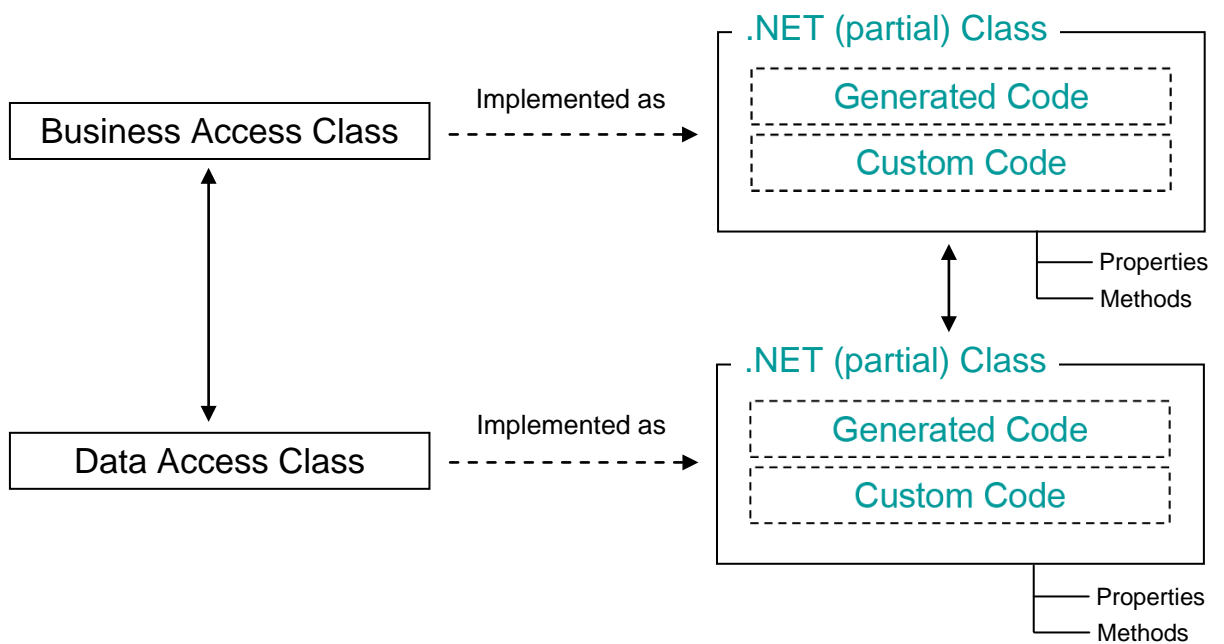 .NET (partial) Class
Generated Code
Custom Code
Implemented as
Business Access Class
Properties
Methods
.NET (partial) Class
Generated Code
Custom Code
Implemented as
Data Access Class
Properties
Methods